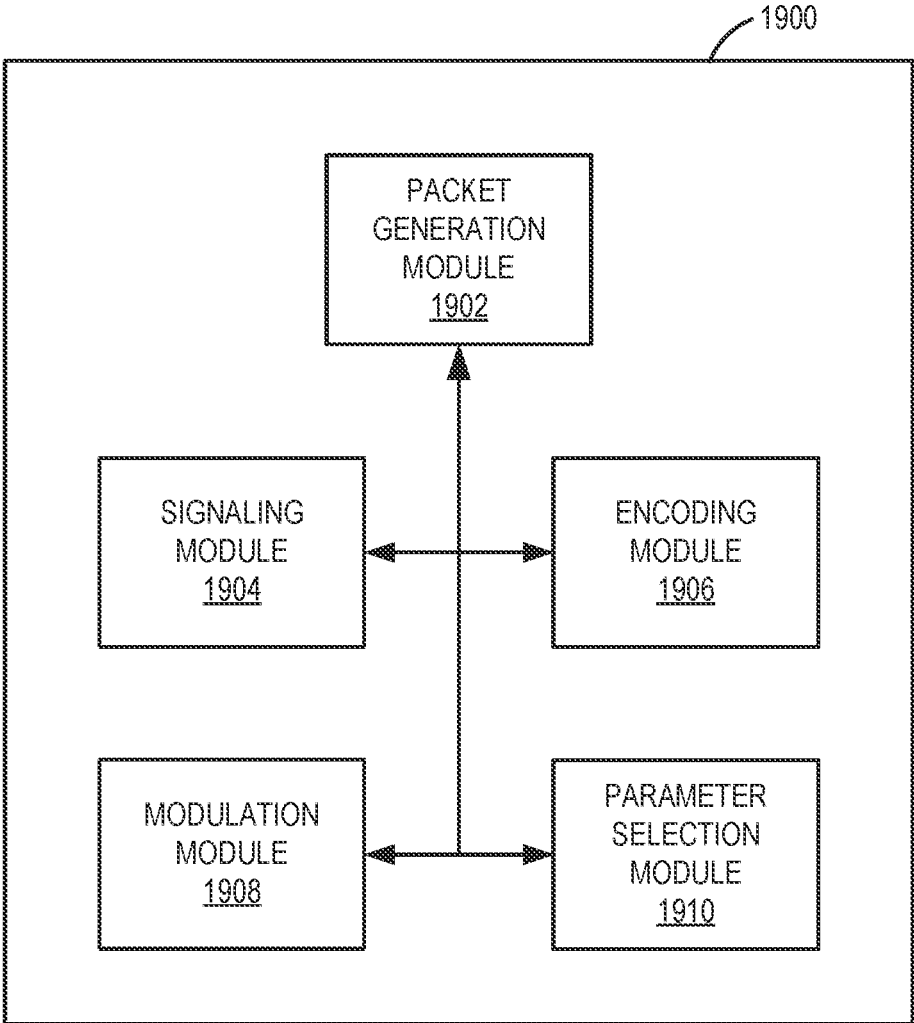 1900
PACKET
GENERATION
MODULE
1902
SIGNALING
MODULE
1904
ENCODING
MODULE
1906
MODULATION
MODULE
1908
PARAMETER
SELECTION
MODULE
1910